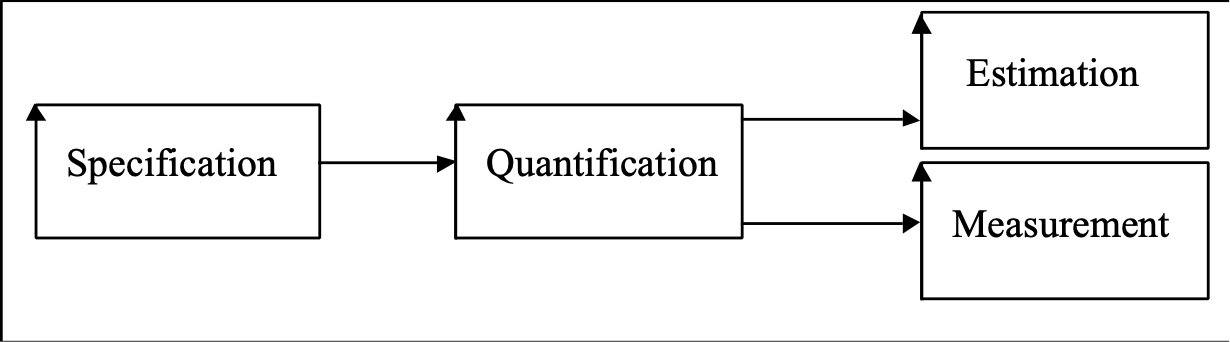 Specification
Quantification
Estimation
Measurement